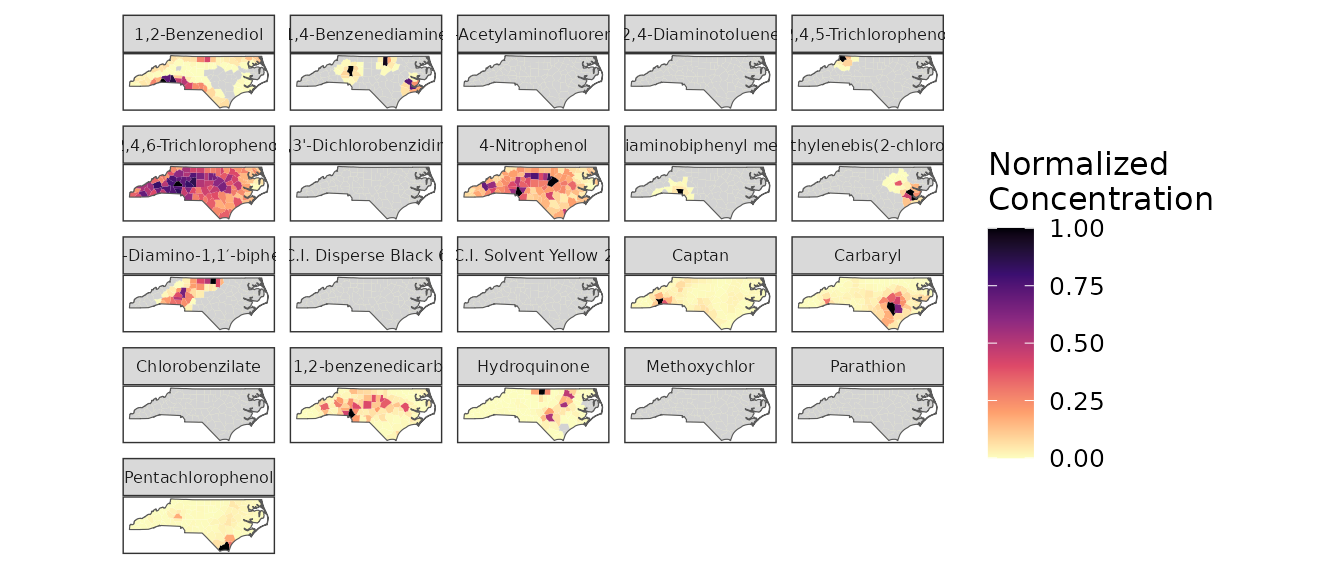 1,2-Benzenediol
1,4-Benzenediamine
-Acetylaminofluoren
2,4-Diaminotoluene
,4,5-Trichloropheno
,4,6-Trichloropheno
,3'-Dichlorobenzidin
4-Nitrophenol
iaminobiphenyl me
thylenebis(2-chloro
-Diamino-1,1′-biphe
C.I. Disperse Black 6
C.I. Solvent Yellow 2
Captan
Carbaryl
Chlorobenzilate
1,2-benzenedicarb
Hydroquinone
Methoxychlor
Parathion
Pentachlorophenol
Normalized
Concentration
1.00
0.75
0.50
0.25
0.00